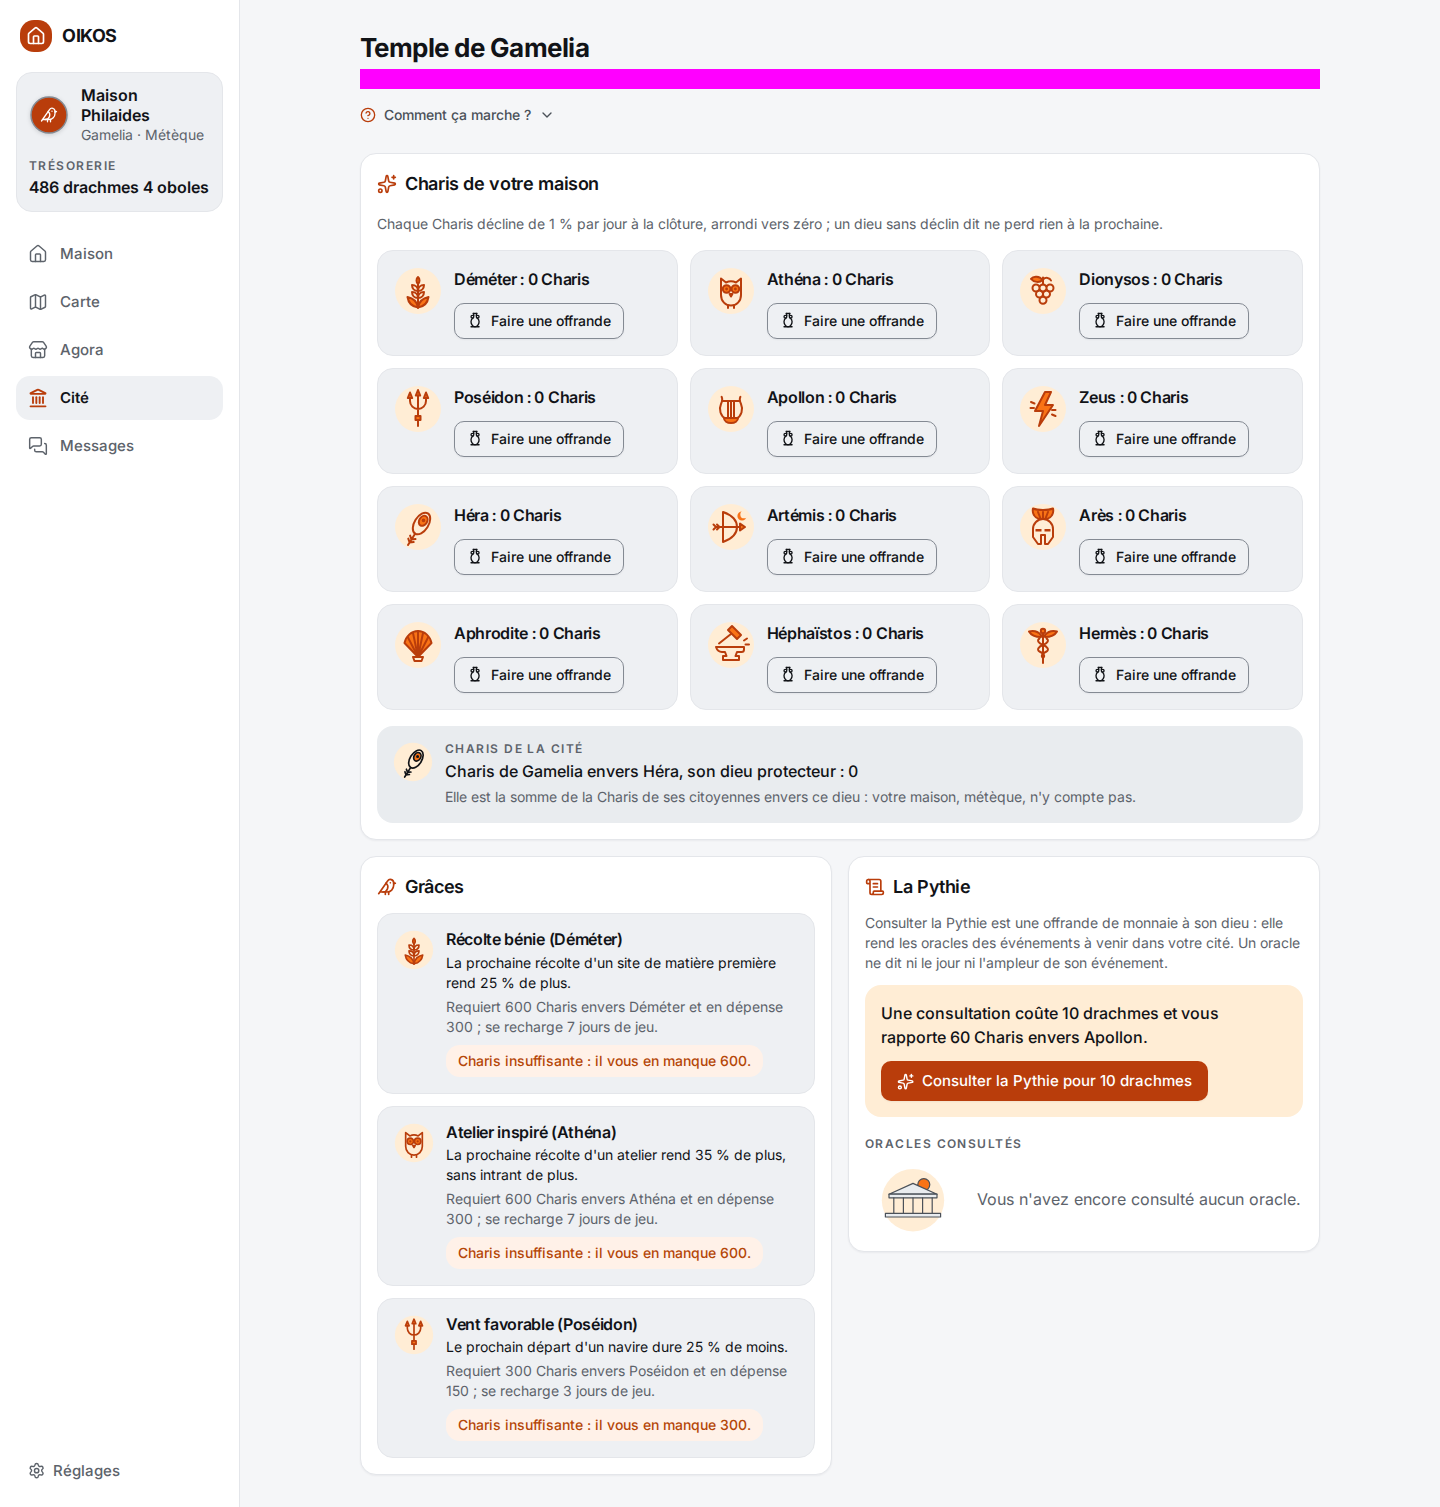 OIKOS
Maison
Philaides
Gamelia · Métèque
TRÉSORERIE
486 drachmes 4 oboles
Maison
Carte
Agora
Cité
Messages
Réglages
Temple de Gamelia
Comment ça marche ?
Charis de votre maison
Chaque Charis décline de 1 % par jour à la clôture, arrondi vers zéro ; un dieu sans déclin dit ne perd rien à la prochaine.
Déméter : 0 Charis
Faire une offrande
Athéna : 0 Charis
Faire une offrande
Dionysos : 0 Charis
Faire une offrande
Poséidon : 0 Charis
Faire une offrande
Apollon : 0 Charis
Faire une offrande
Zeus : 0 Charis
Faire une offrande
Héra : 0 Charis
Faire une offrande
Artémis : 0 Charis
Faire une offrande
Arès : 0 Charis
Faire une offrande
Aphrodite : 0 Charis
Faire une offrande
Héphaïstos : 0 Charis
Faire une offrande
Hermès : 0 Charis
Faire une offrande
CHARIS DE LA CITÉ
Charis de Gamelia envers Héra, son dieu protecteur : 0
Elle est la somme de la Charis de ses citoyennes envers ce dieu : votre maison, métèque, n'y compte pas.
Grâces
Récolte bénie (Déméter)
La prochaine récolte d'un site de matière première
rend 25 % de plus.
Requiert 600 Charis envers Déméter et en dépense
300 ; se recharge 7 jours de jeu.
Charis insuffisante : il vous en manque 600.
Atelier inspiré (Athéna)
La prochaine récolte d'un atelier rend 35 % de plus,
sans intrant de plus.
Requiert 600 Charis envers Athéna et en dépense
300 ; se recharge 7 jours de jeu.
Charis insuffisante : il vous en manque 600.
Vent favorable (Poséidon)
Le prochain départ d'un navire dure 25 % de moins.
Requiert 300 Charis envers Poséidon et en dépense
150 ; se recharge 3 jours de jeu.
Charis insuffisante : il vous en manque 300.
La Pythie
Consulter la Pythie est une offrande de monnaie à son dieu : elle
rend les oracles des événements à venir dans votre cité. Un oracle
ne dit ni le jour ni l'ampleur de son événement.
Une consultation coûte 10 drachmes et vous
rapporte 60 Charis envers Apollon.
Consulter la Pythie pour 10 drachmes
ORACLES CONSULTÉS
Vous n'avez encore consulté aucun oracle.